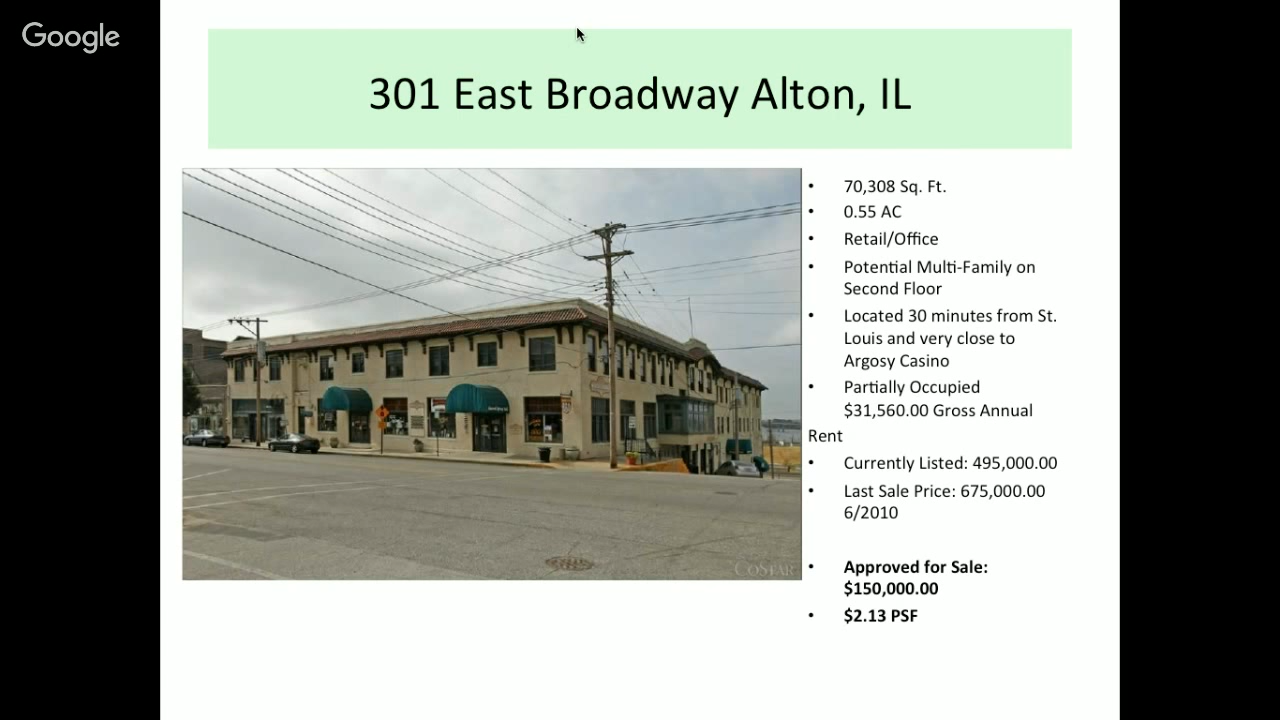 Google
301 East Broadway Alton, IL
• 70,308 Sq. Ft.
• 0.55 AC
• Retail/Office
• Potential Multi-Family on
Second Floor
• Located 30 minutes from St.
Louis and very close to
Argosy Casino
• Partially Occupied
$31,560.00 Gross Annual
Rent
• Currently Listed: 495,000.00
• Last Sale Price: 675,000.00
6/2010
• Approved for Sale:
$150,000.00
• $2.13 PSF
COSTAR